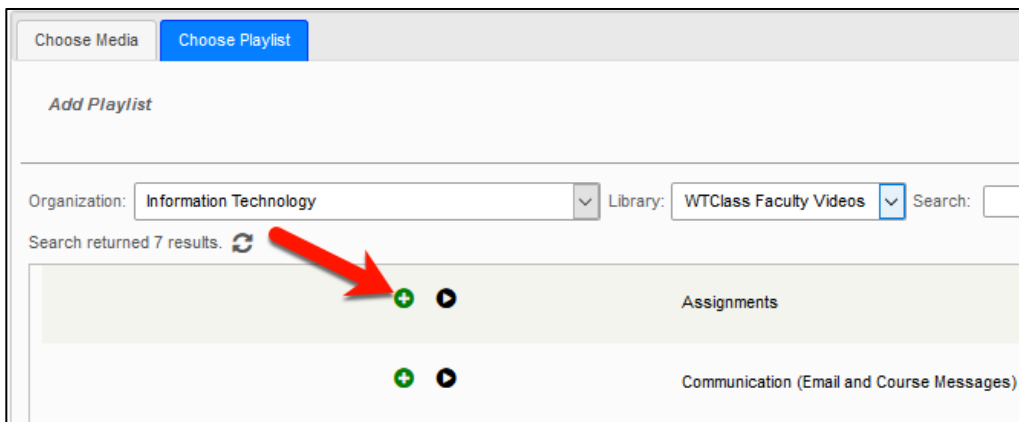 Choose Media Choose Playlist
Add Playlist
Organization: Information Technology Library: WTClass Faculty Videos Search:
Search returned 7 results.
Assignments
Communication (Email and Course Messages)